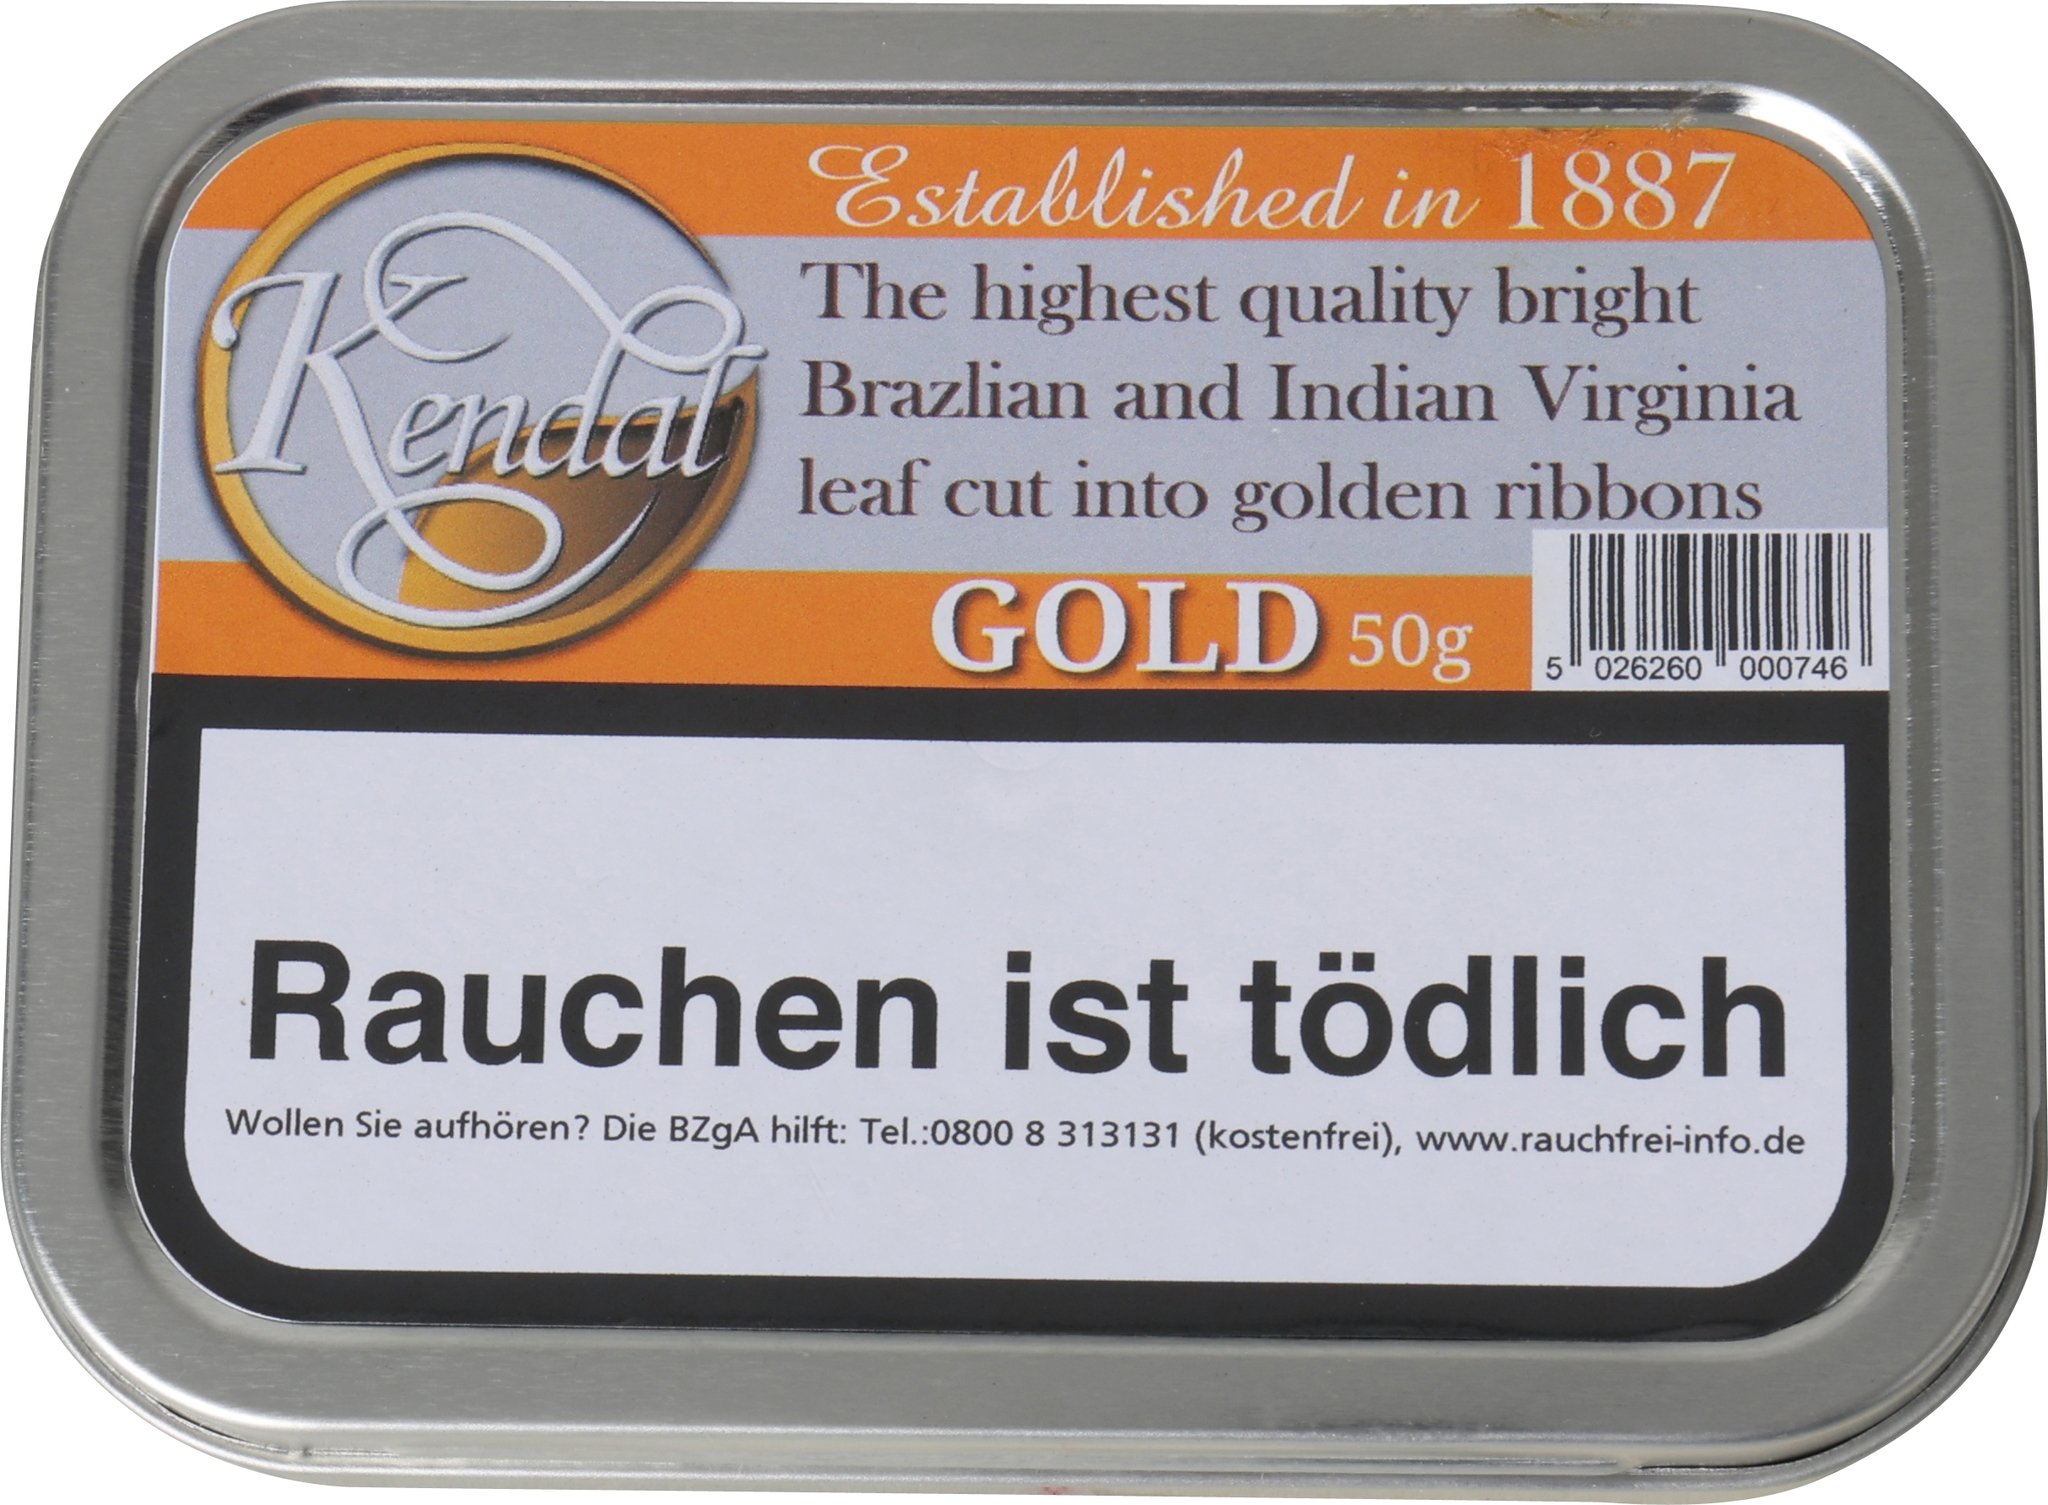 Kendal
Established in 1887
The highest quality bright
Brazlian and Indian Virginia
leaf cut into golden ribbons
GOLD 50g
5 026260 000746
Rauchen ist tödlich
Wollen Sie aufhören? Die BZgA hilft: Tel.:0800 8 313131 (kostenfrei), www.rauchfrei-info.de